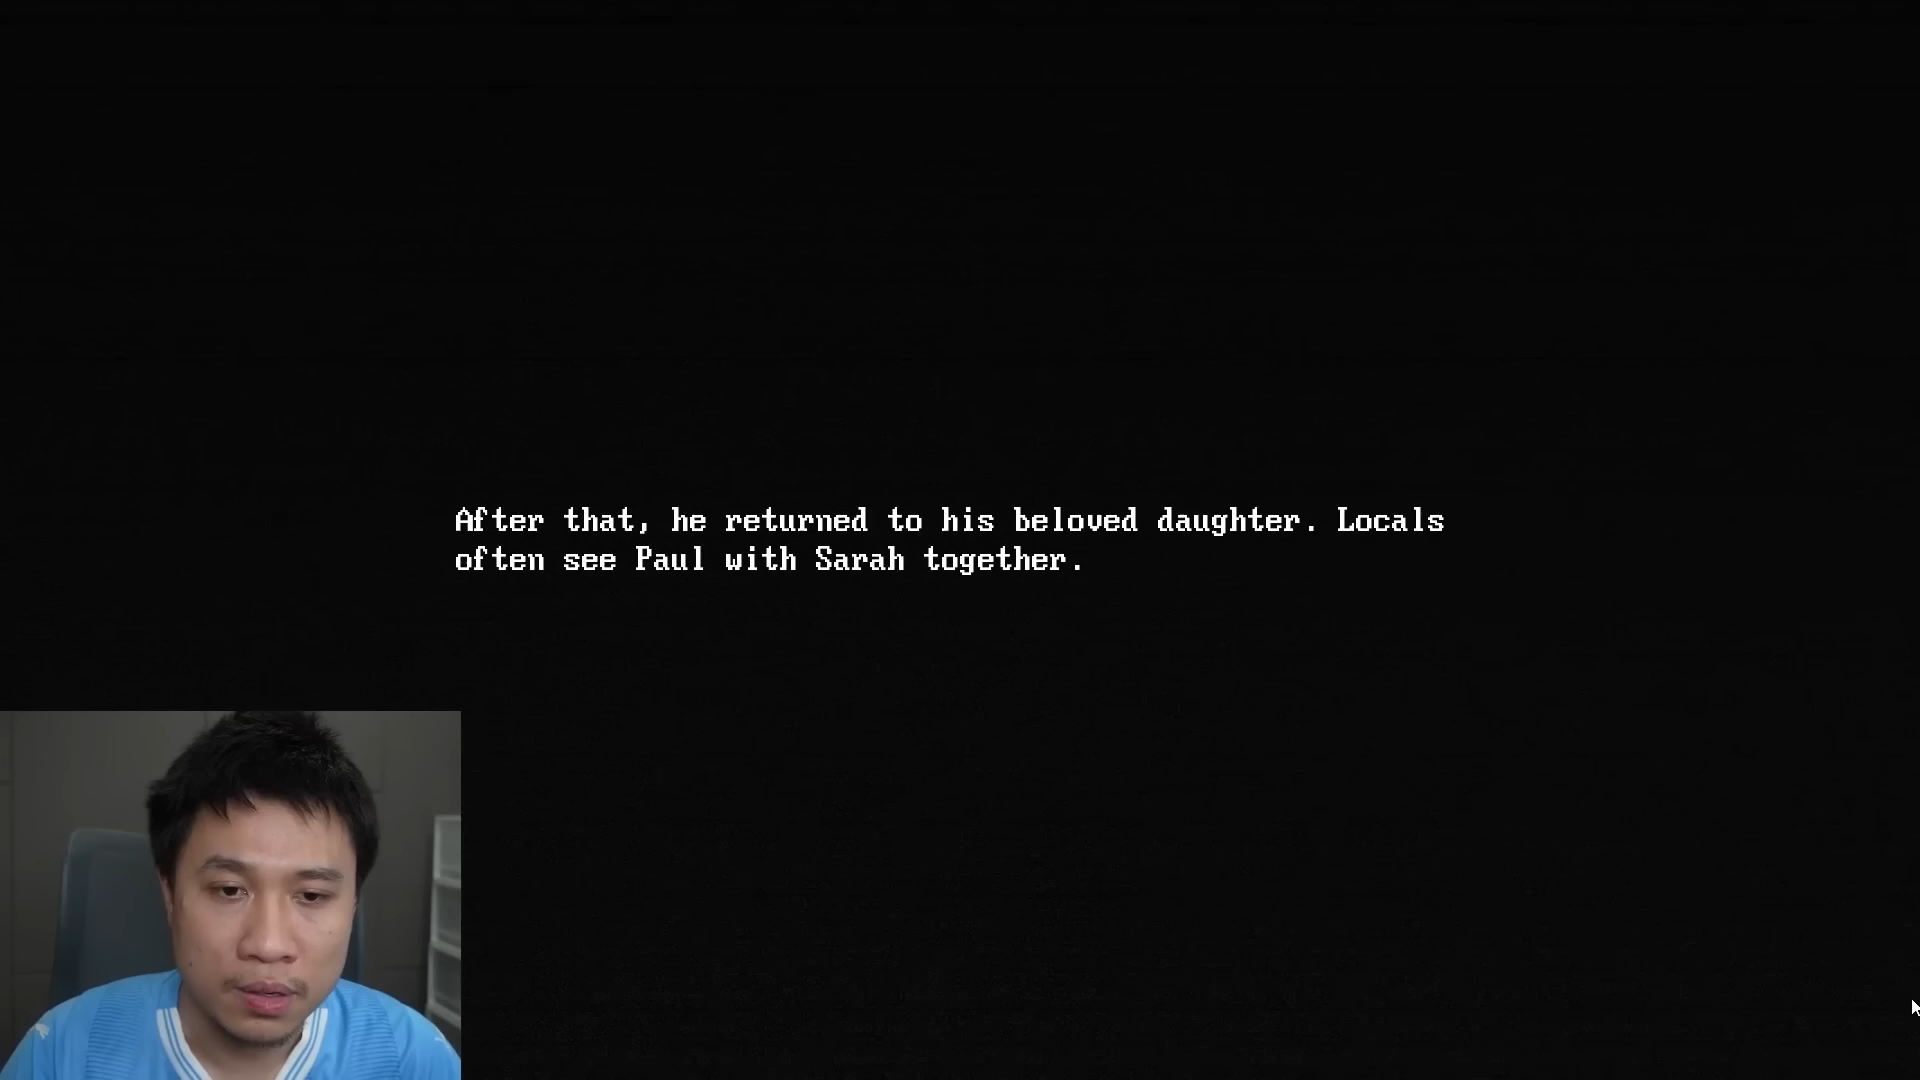 After that, he returned to his beloved daughter. Locals
often see Paul with Sarah together.